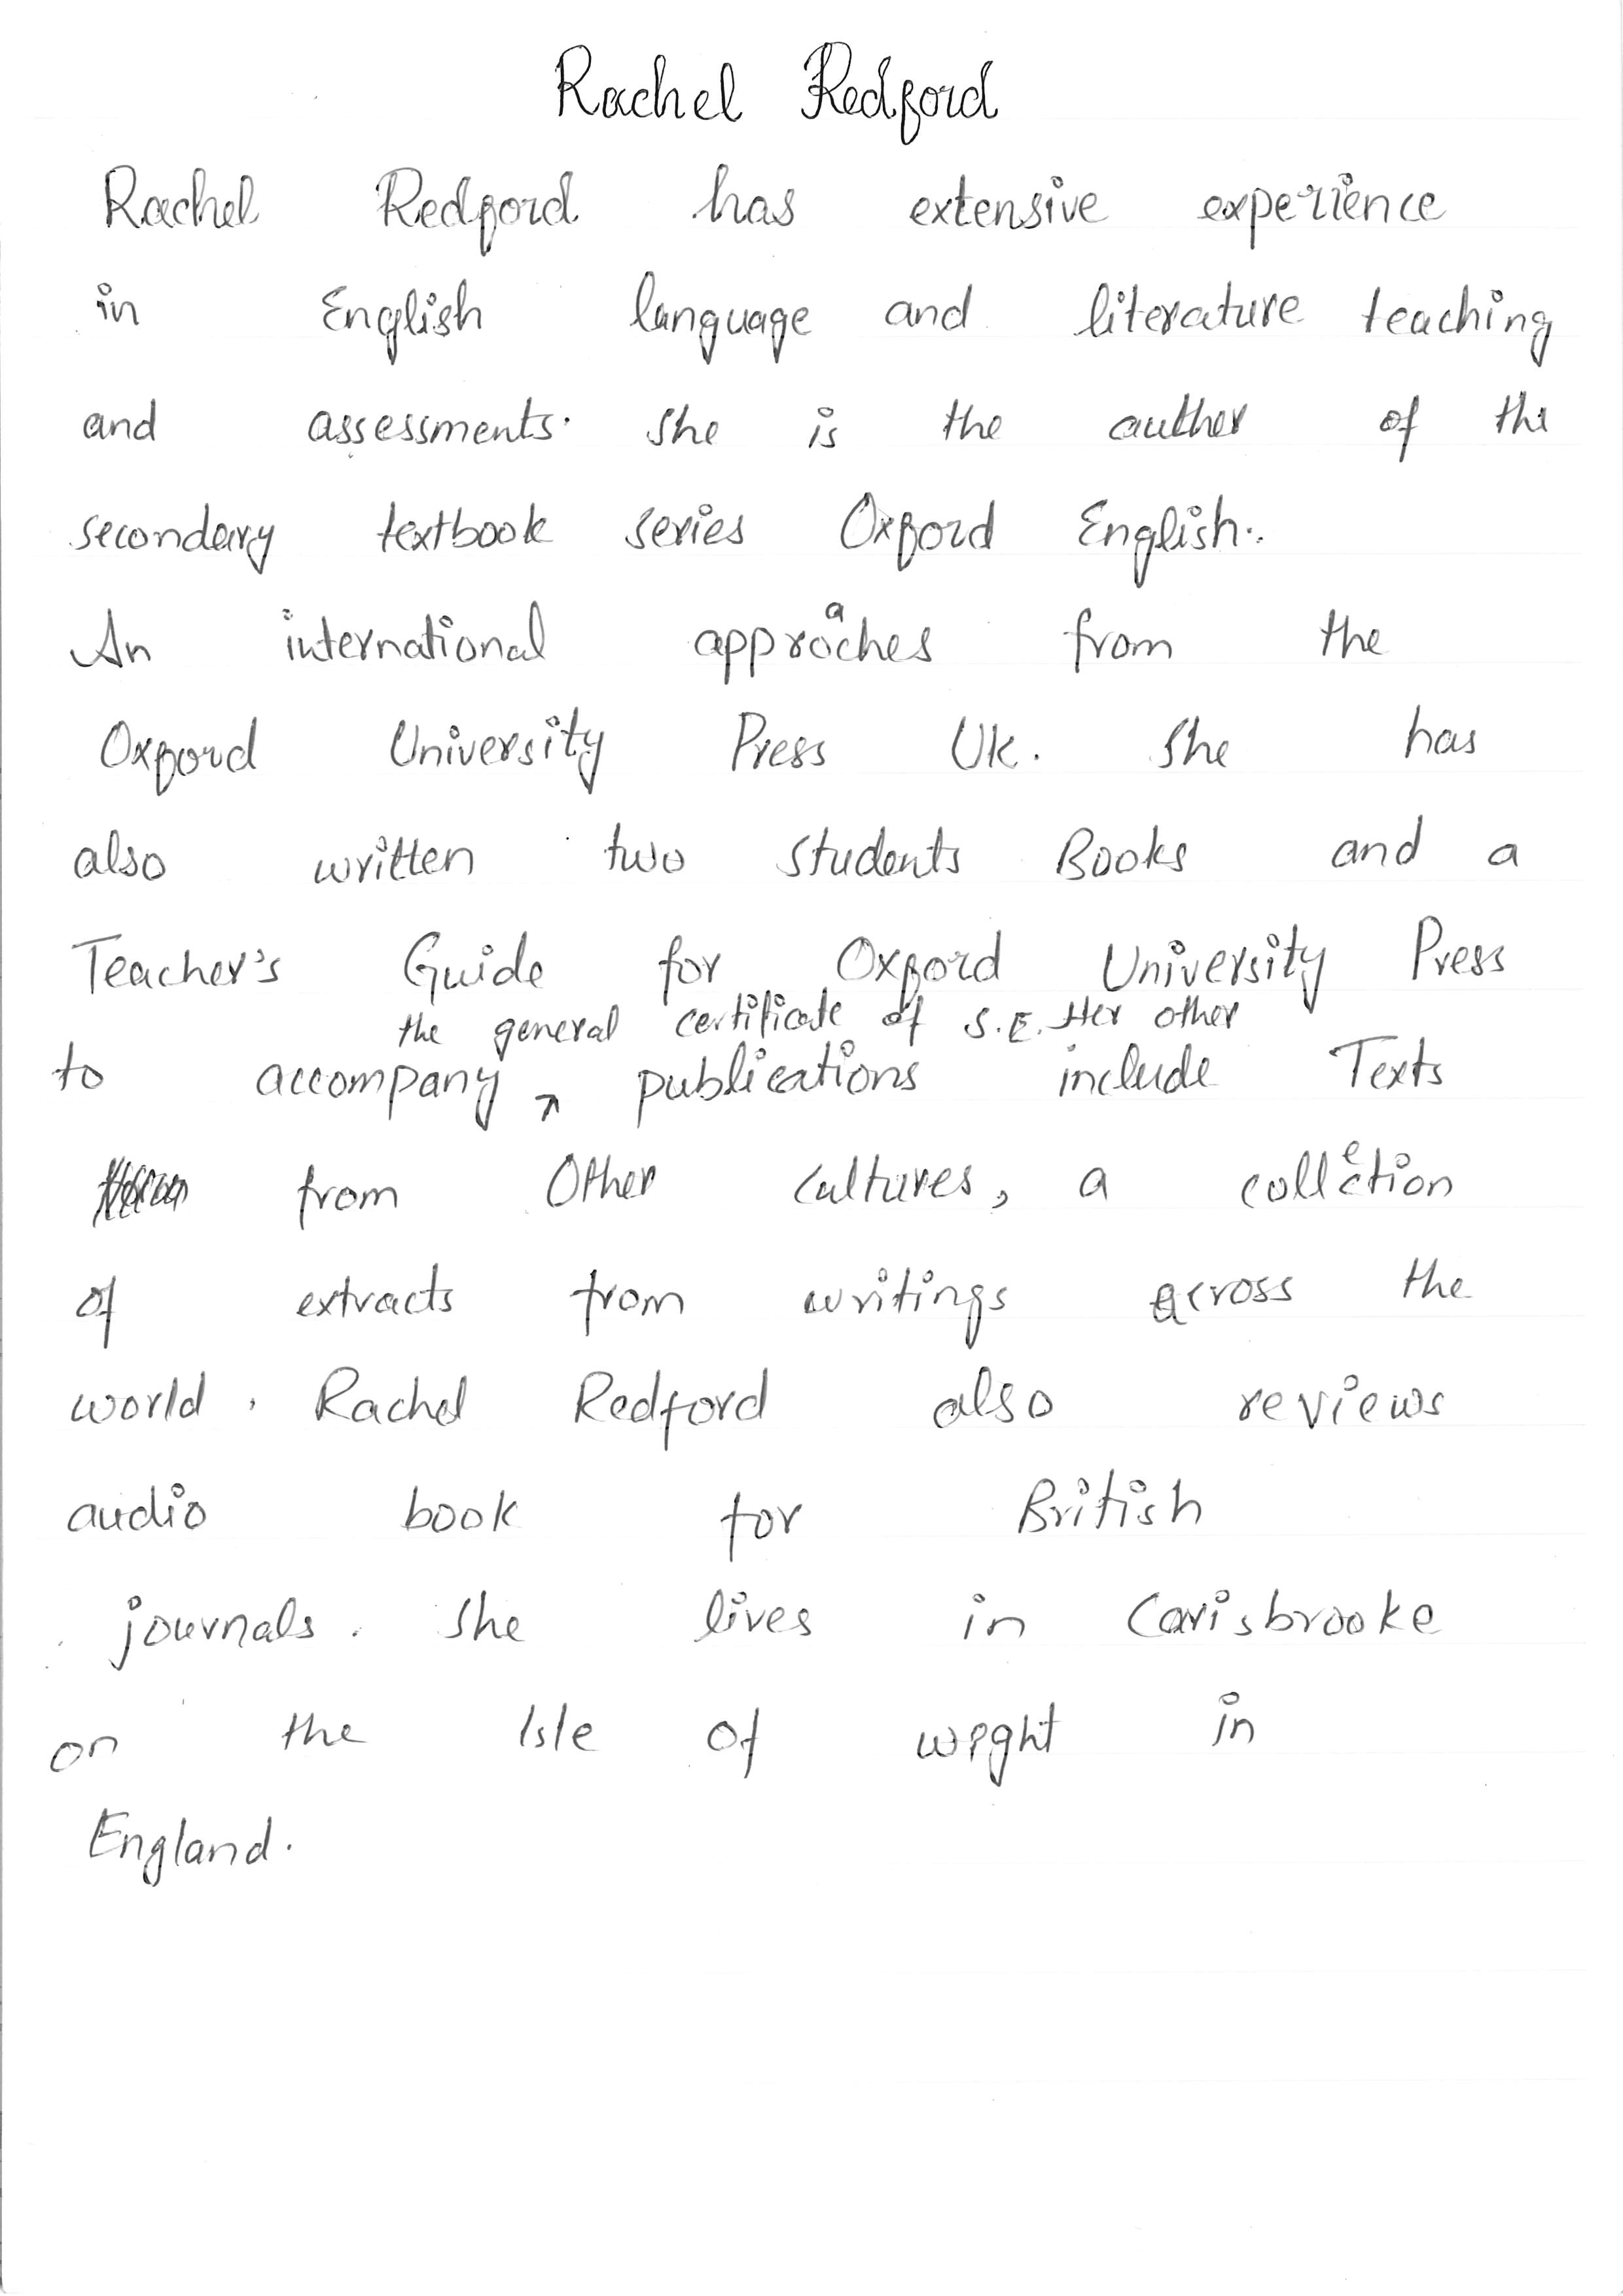 Rachel Redford
Rachel Redford has extensive experience
in English language and literature teaching
and assessments. She is the auther of the
secondary textbook series Oxford English.
An international approaches from the
Oxford University Press Uk. She has
also written two students Books and a
Teacher's Guide for Oxford University Press
the general certificate of S.E. Her other
to accompany publications include Texts
from Other cultures, a collection
of extracts from writings across the
world. Rachel Redford also reviews
audio book for British
journals. She lives in Carisbrooke
on the Isle of wight in
England.